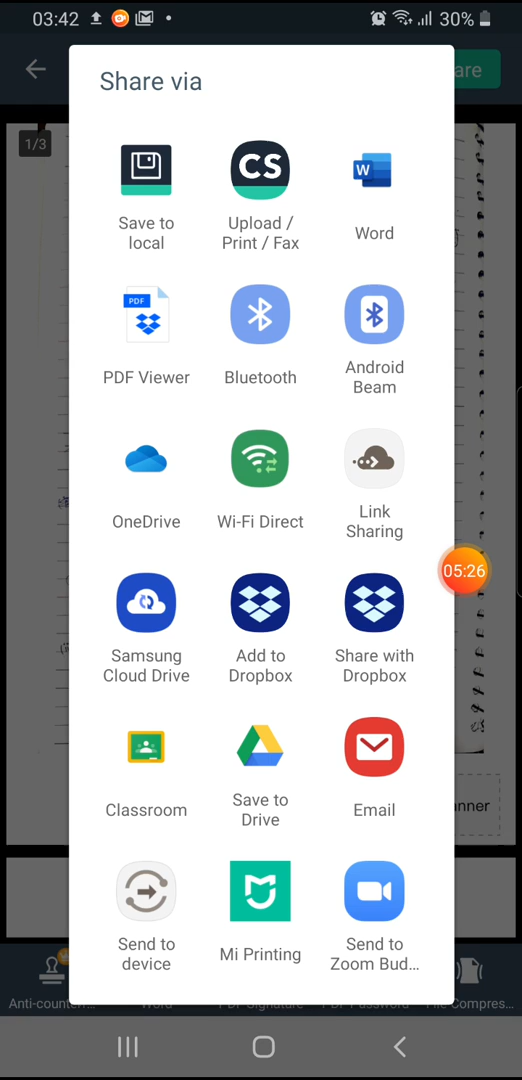 03:42
30%
are
Share via
1/3
CS
W
Save to
local
Upload /
Print / Fax
Word
PDF
PDF Viewer
Bluetooth
Android
Beam
OneDrive
Wi-Fi Direct
Link
Sharing
05:26
Samsung
Cloud Drive
Add to
Dropbox
Share with
Dropbox
Classroom
Save to
Drive
Email
anner
Send to
device
Mi Printing
Send to
Zoom Bud...
Anti-counterf... Word PDF Signature PDF Password File Compres...